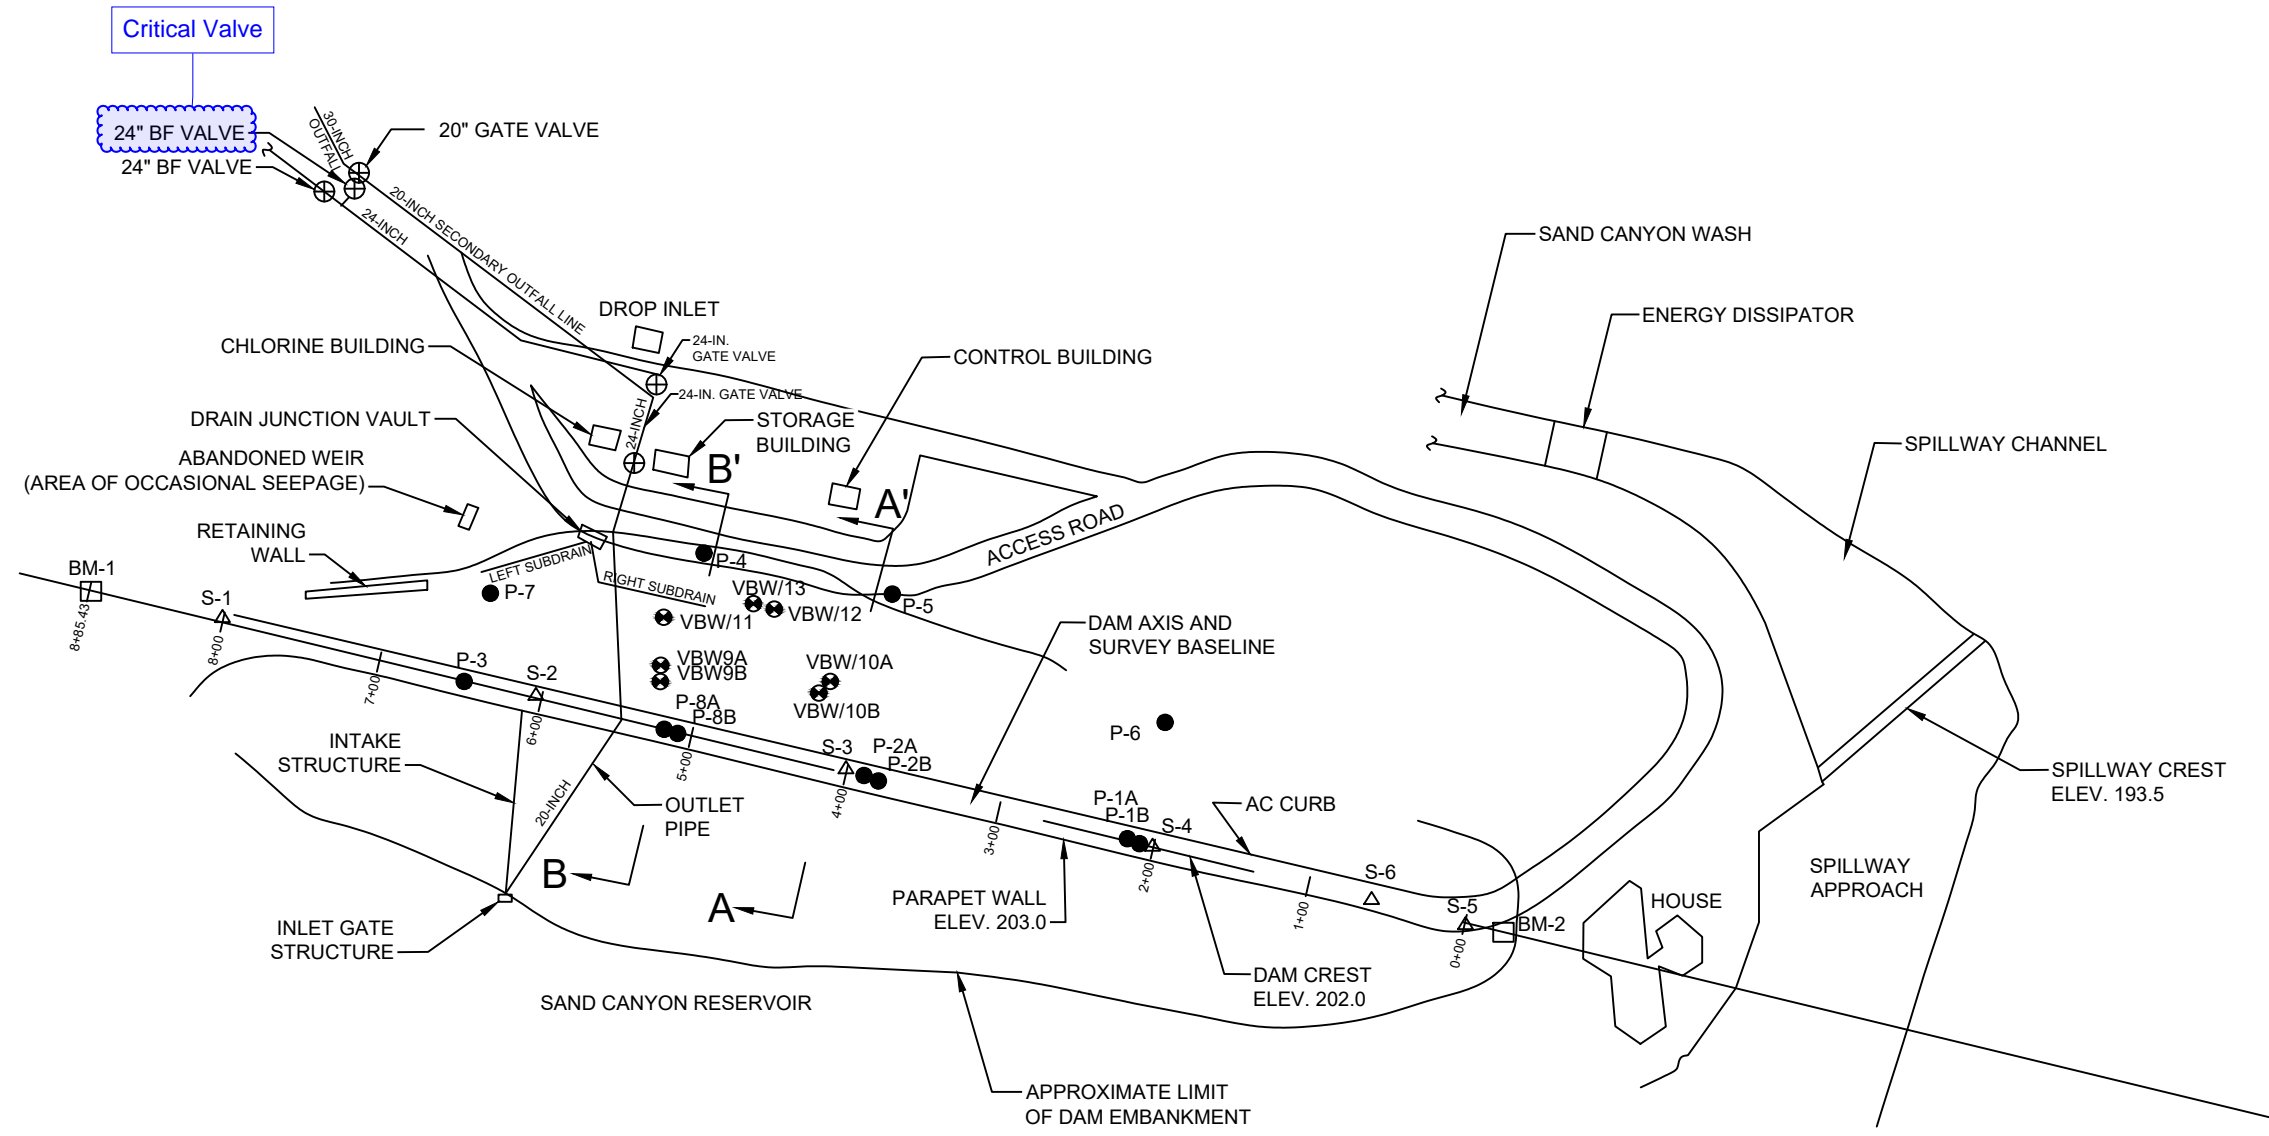 Critical Valve
24" BF VALVE
24" BF VALVE
30-INCH
OUTFALL
20" GATE VALVE
20-INCH SECONDARY OUTFALL LINE
24-INCH
DROP INLET
24-IN.
GATE VALVE
CHLORINE BUILDING
24-IN. GATE VALVE
24-INCH
CONTROL BUILDING
SAND CANYON WASH
ENERGY DISSIPATOR
SPILLWAY CHANNEL
DRAIN JUNCTION VAULT
STORAGE
BUILDING
ABANDONED WEIR
(AREA OF OCCASIONAL SEEPAGE)
B'
A'
RETAINING
WALL
ACCESS ROAD
LEFT SUBDRAIN
RIGHT SUBDRAIN
P-4
P-7
P-5
BM-1
8+85.43
S-1
8+00
VBW/13
VBW/12
VBW/11
DAM AXIS AND
SURVEY BASELINE
P-3
7+00
S-2
6+00
VBW9A
VBW9B
VBW/10A
VBW/10B
P-8A
P-8B
5+00
P-6
INTAKE
STRUCTURE
S-3
P-2A
P-2B
4+00
SPILLWAY CREST
ELEV. 193.5
20-INCH
OUTLET
PIPE
P-1A
P-1B
S-4
AC CURB
3+00
2+00
B
A
PARAPET WALL
ELEV. 203.0
S-6
1+00
S-5
0+00
BM-2
HOUSE
SPILLWAY
APPROACH
INLET GATE
STRUCTURE
DAM CREST
ELEV. 202.0
SAND CANYON RESERVOIR
APPROXIMATE LIMIT
OF DAM EMBANKMENT